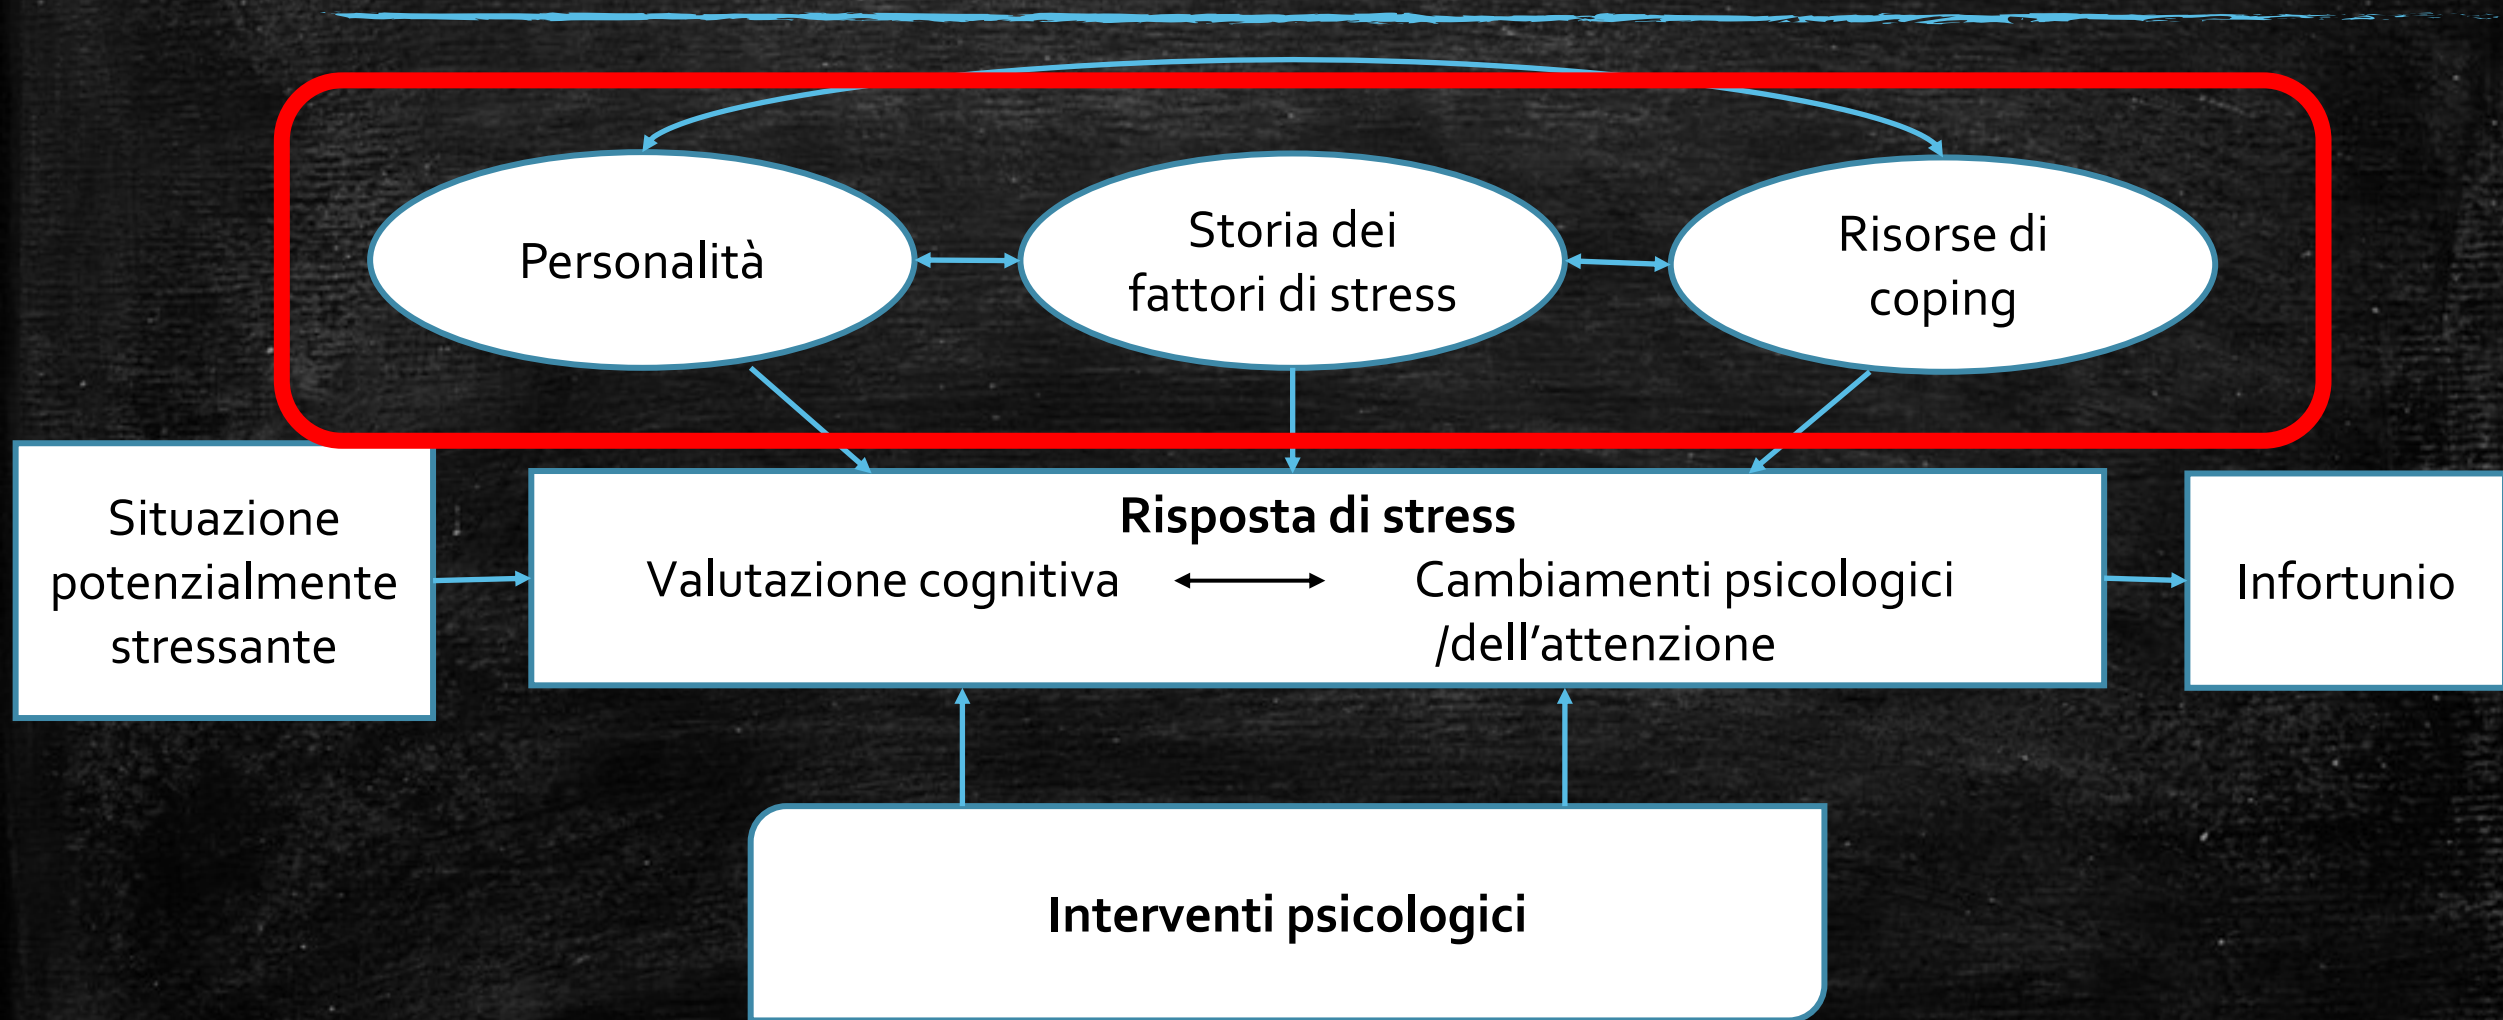 Personalità
Storia dei
fattori di stress
Risorse di
coping
Situazione
potenzialmente
stressante
Risposta di stress
Valutazione cognitiva
Cambiamenti psicologici
/dell’attenzione
Infortunio
Interventi psicologici